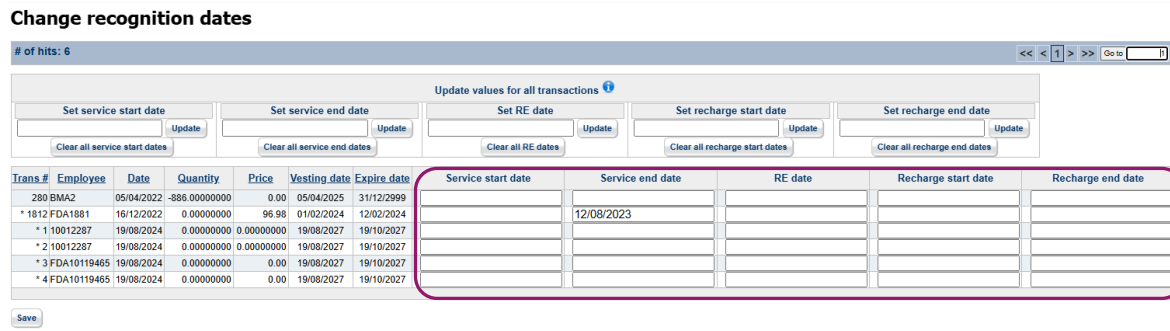 Change recognition dates
# of hits: 6 << < 1 > >> Go to 1
Update values for all transactions i
Set service start date Set service end date Set RE date Set recharge start date Set recharge end date
Update Update Update Update Update
Clear all service start dates Clear all service end dates Clear all RE dates Clear all recharge start dates Clear all recharge end dates
Trans # Employee Date Quantity Price Vesting date Expire date Service start date Service end date RE date Recharge start date Recharge end date
280 BMA2 05/04/2022 -886.00000000 0.00 05/04/2025 31/12/2999
* 1812 FDA1881 16/12/2022 0.00000000 96.98 01/02/2024 12/02/2024 12/08/2023
* 1 10012287 19/08/2024 0.00000000 0.00000000 19/08/2027 19/10/2027
* 2 10012287 19/08/2024 0.00000000 0.00000000 19/08/2027 19/10/2027
* 3 FDA10119465 19/08/2024 0.00000000 0.00 19/08/2027 19/10/2027
* 4 FDA10119465 19/08/2024 0.00000000 0.00 19/08/2027 19/10/2027
Save